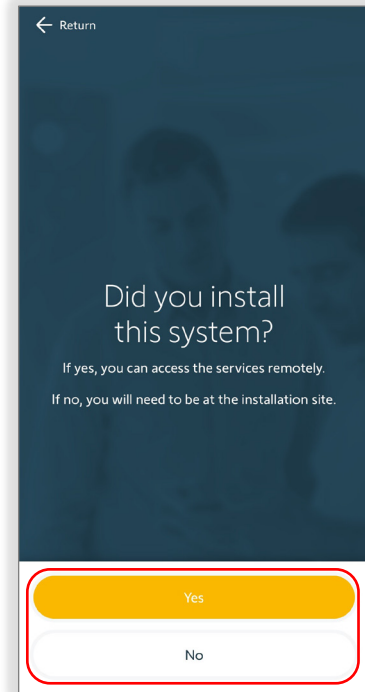 Return
Did you install
this system?
If yes, you can access the services remotely.
If no, you will need to be at the installation site.
Yes
No